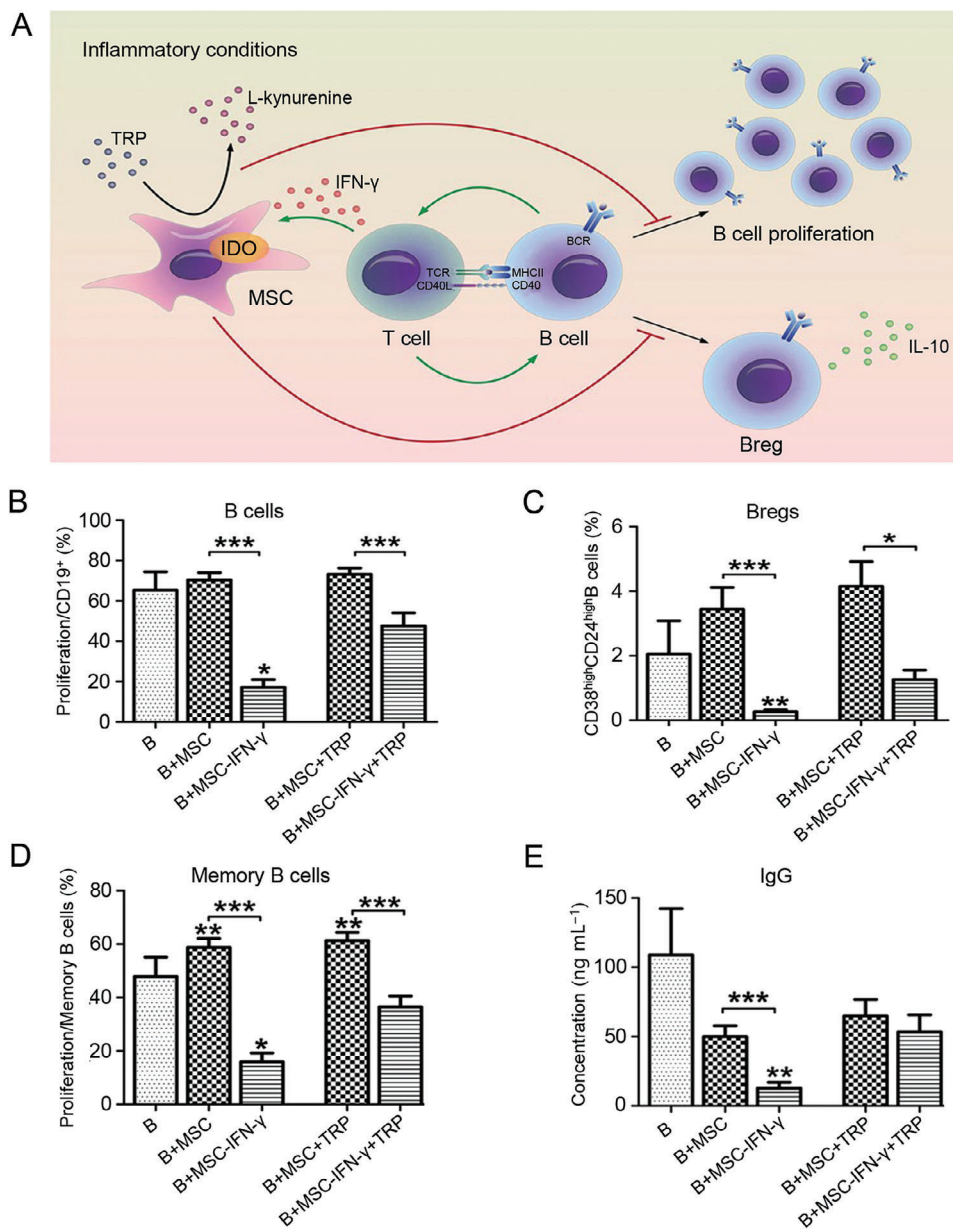 A
Inflammatory conditions
L-kynurenine
TRP
IFN-γ
IDO
MSC
TCR
CD40L
MHCII
CD40
BCR
T cell
B cell
B cell proliferation
IL-10
Breg
B
B cells
Proliferation/CD19⁺ (%)
100
80
60
40
20
0
***
*
***
B
B+MSC
B+MSC-IFN-γ
B+MSC+TRP
B+MSC-IFN-γ+TRP
C
Bregs
CD38ʰⁱᵍʰCD24ʰⁱᵍʰB cells (%)
6
4
2
0
***
**
*
B
B+MSC
B+MSC-IFN-γ
B+MSC+TRP
B+MSC-IFN-γ+TRP
D
Memory B cells
Proliferation/Memory B cells (%)
80
60
40
20
0
**
***
*
**
***
B
B+MSC
B+MSC-IFN-γ
B+MSC+TRP
B+MSC-IFN-γ+TRP
E
IgG
Concentration (ng mL⁻¹)
150
100
50
0
***
**
B
B+MSC
B+MSC-IFN-γ
B+MSC+TRP
B+MSC-IFN-γ+TRP